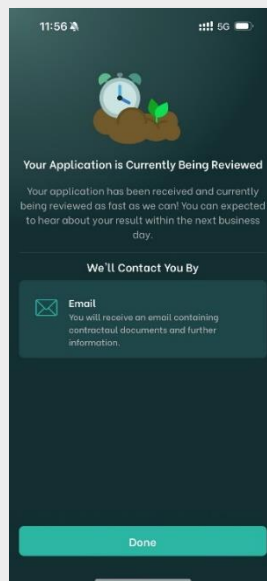 11:56
5G
Your Application is Currently Being Reviewed
Your application has been received and currently
being reviewed as fast as we can! You can expected
to hear about your result within the next business
day.
We'll Contact You By
Email
You will receive an email containing
contractaul documents and further
information.
Done